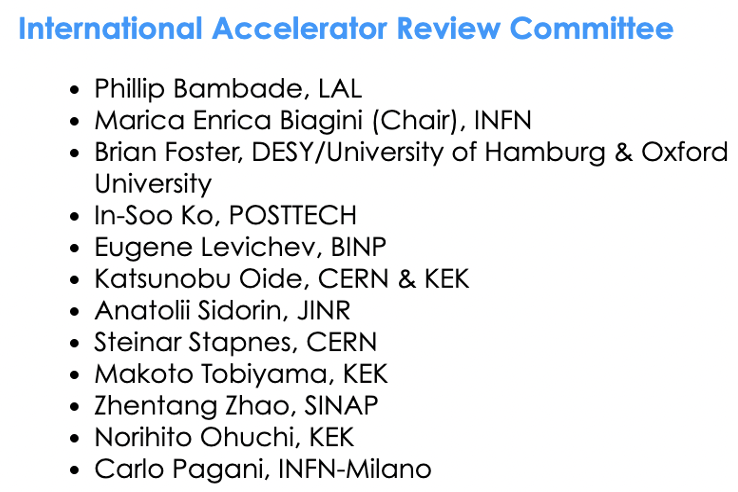 International Accelerator Review Committee
• Phillip Bambade, LAL
• Marica Enrica Biagini (Chair), INFN
• Brian Foster, DESY/University of Hamburg & Oxford
University
• In-Soo Ko, POSTTECH
• Eugene Levichev, BINP
• Katsunobu Oide, CERN & KEK
• Anatolii Sidorin, JINR
• Steinar Stapnes, CERN
• Makoto Tobiyama, KEK
• Zhentang Zhao, SINAP
• Norihito Ohuchi, KEK
• Carlo Pagani, INFN-Milano